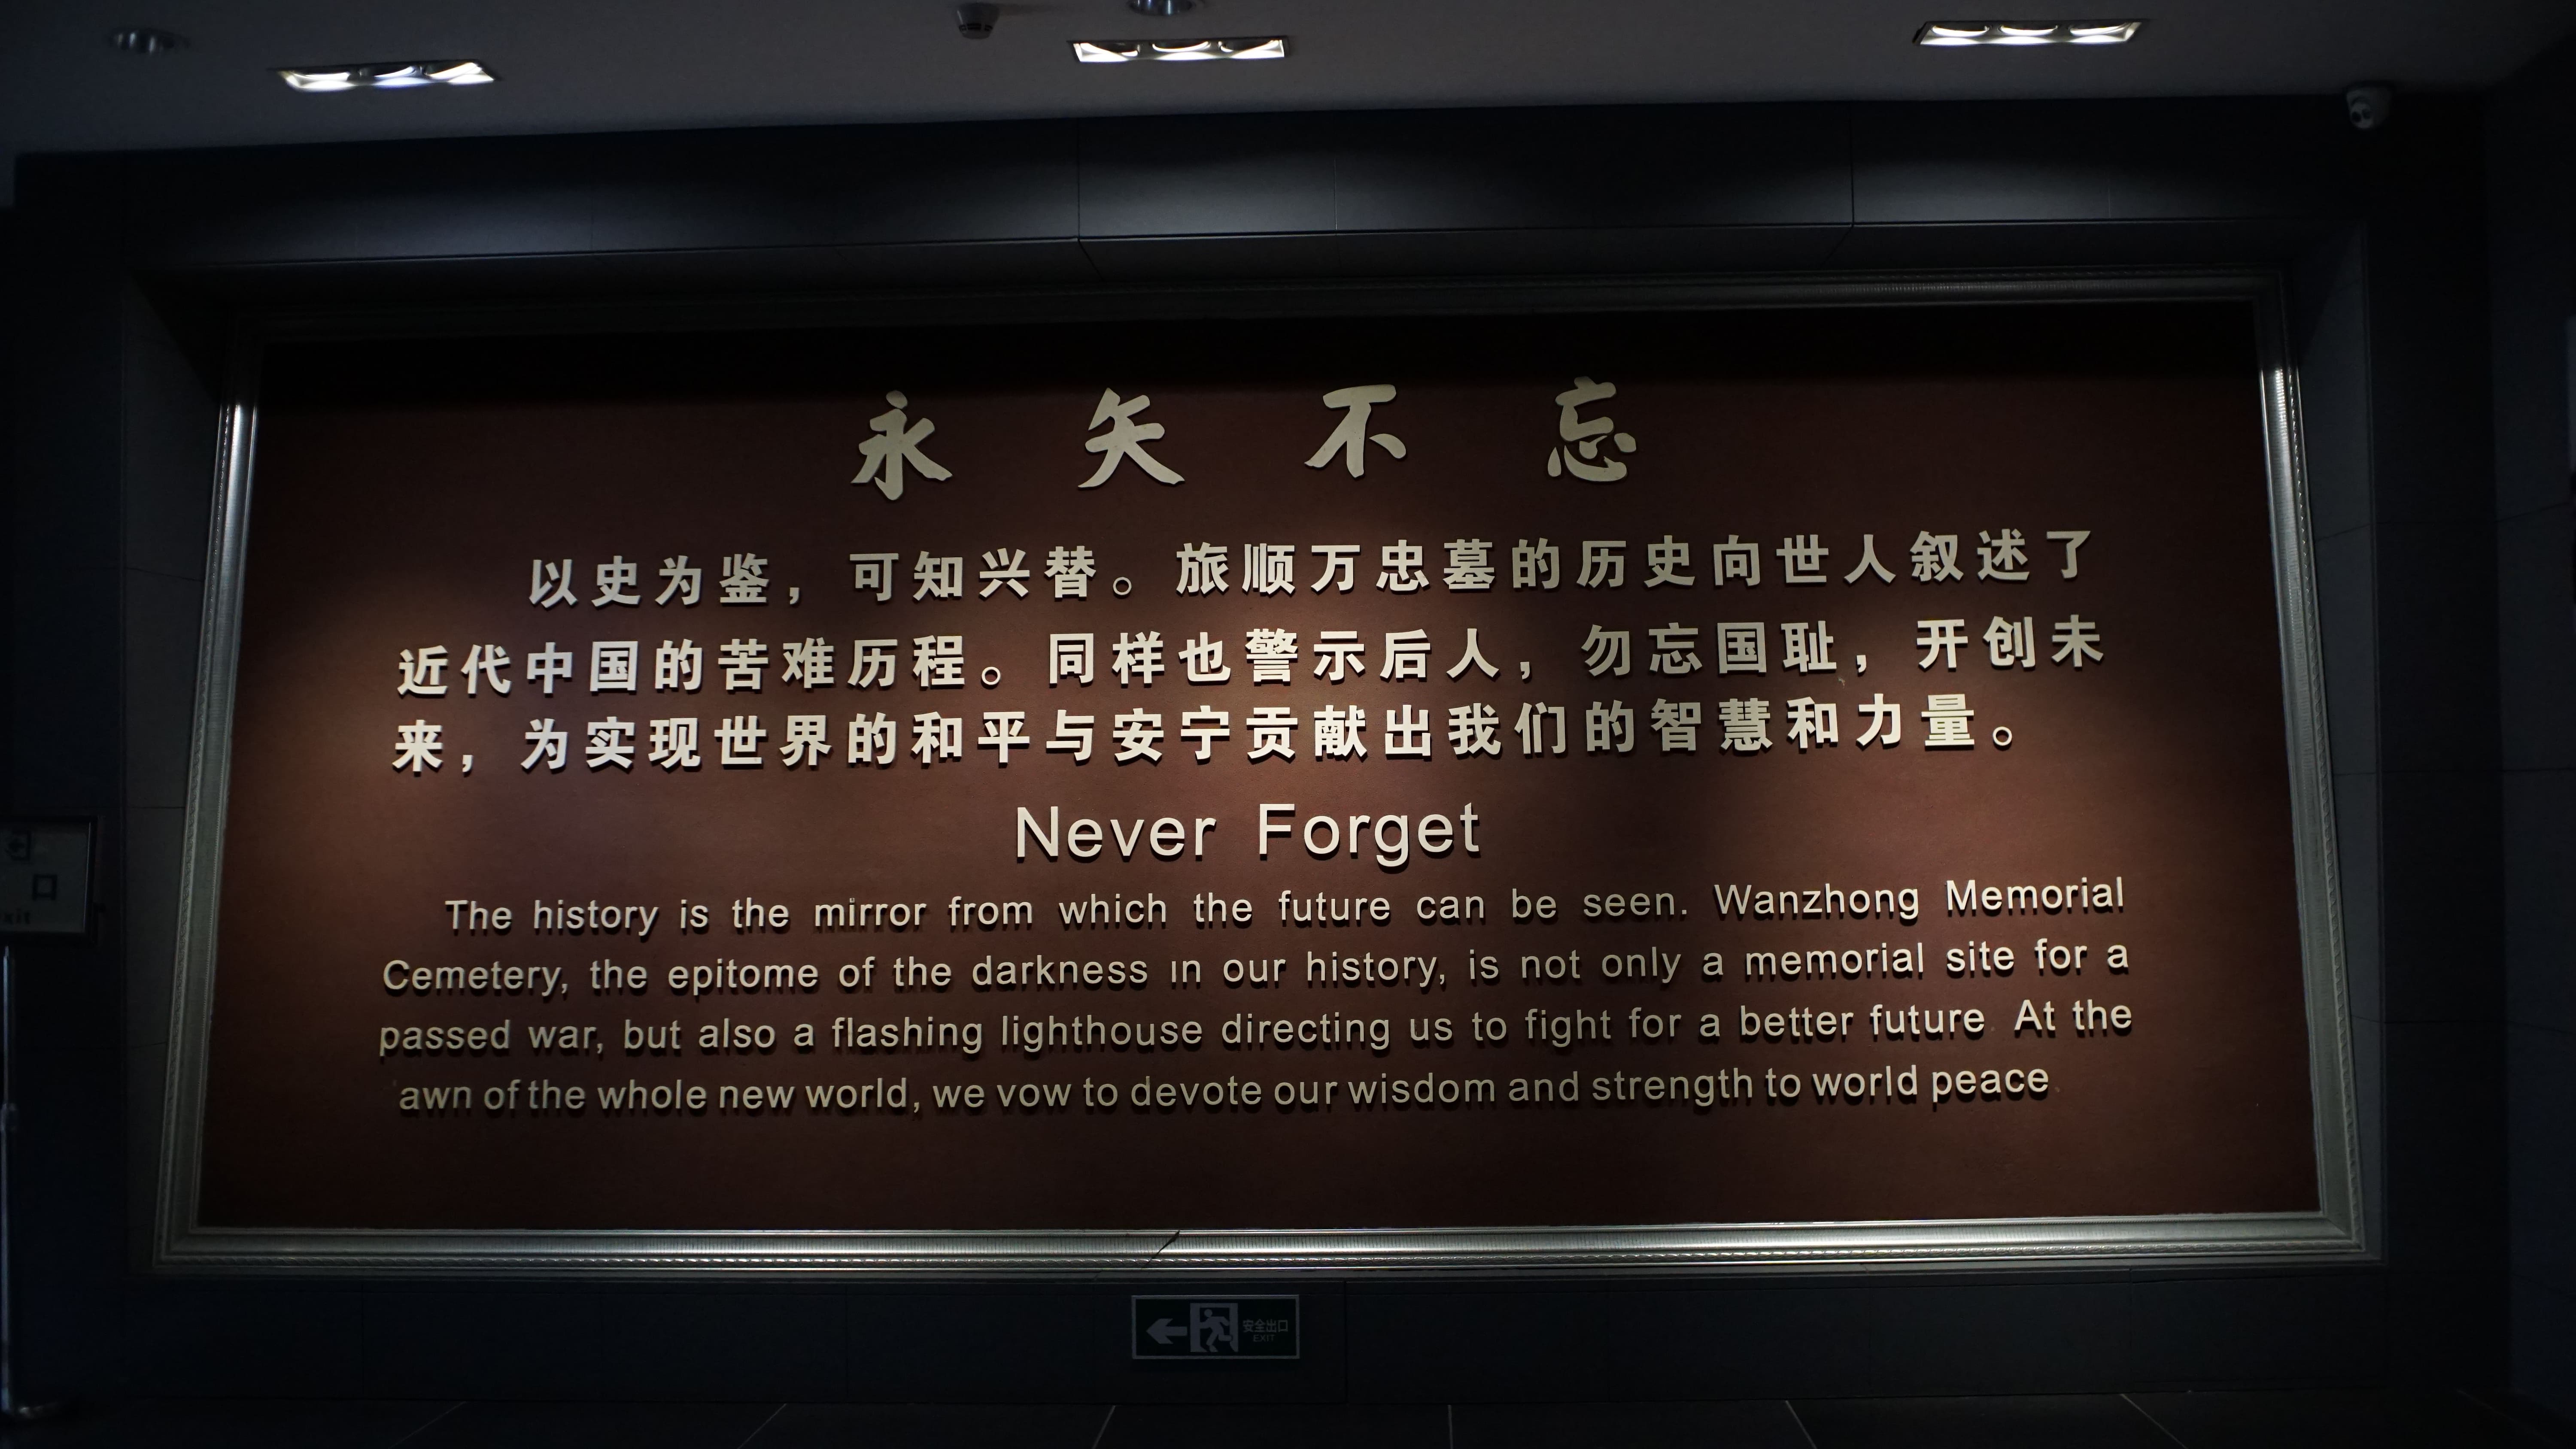 永矢不忘
以史为鉴，可知兴替。旅顺万忠墓的历史向世人叙述了
近代中国的苦难历程。同样也警示后人，勿忘国耻，开创未
来，为实现世界的和平与安宁贡献出我们的智慧和力量。
Never Forget
The history is the mirror from which the future can be seen. Wanzhong Memorial
Cemetery, the epitome of the darkness in our history, is not only a memorial site for a
passed war, but also a flashing lighthouse directing us to fight for a better future At the
awn of the whole new world, we vow to devote our wisdom and strength to world peace
安全出口
EXIT